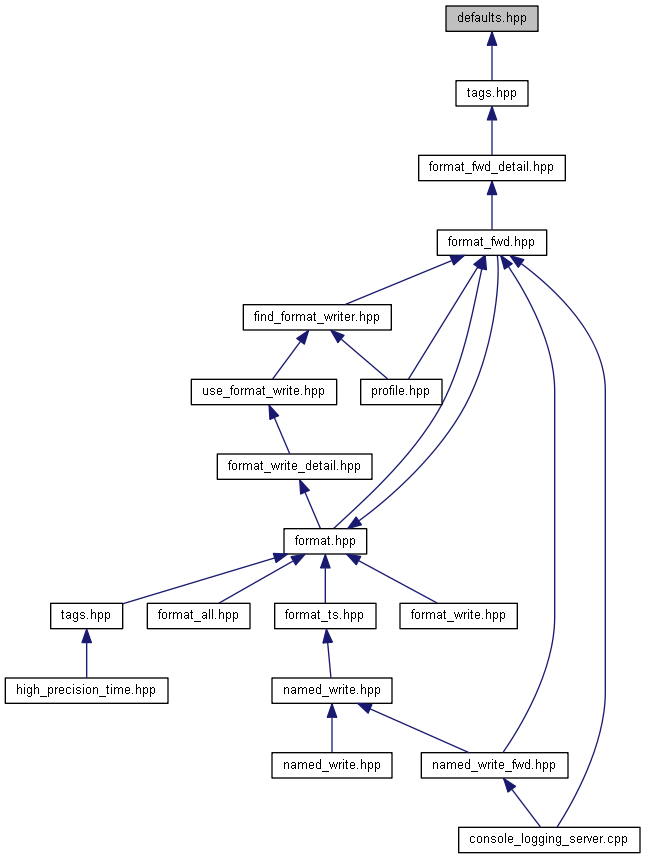 defaults.hpp
tags.hpp
format_fwd_detail.hpp
format_fwd.hpp
find_format_writer.hpp
use_format_write.hpp
profile.hpp
format_write_detail.hpp
format.hpp
tags.hpp
format_all.hpp
format_ts.hpp
format_write.hpp
high_precision_time.hpp
named_write.hpp
named_write.hpp
named_write_fwd.hpp
console_logging_server.cpp